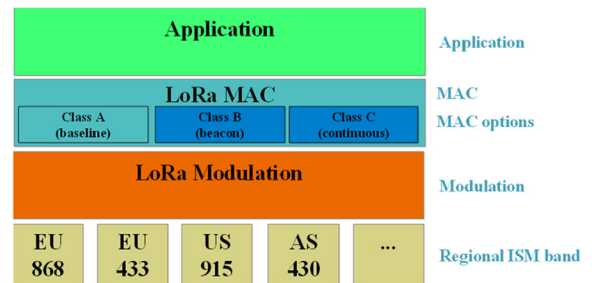 Application
Application
LoRa MAC
MAC
Class A
(baseline)
Class B
(beacon)
Class C
(continuous)
MAC options
LoRa Modulation
Modulation
EU
868
EU
433
US
915
AS
430
...
Regional ISM band